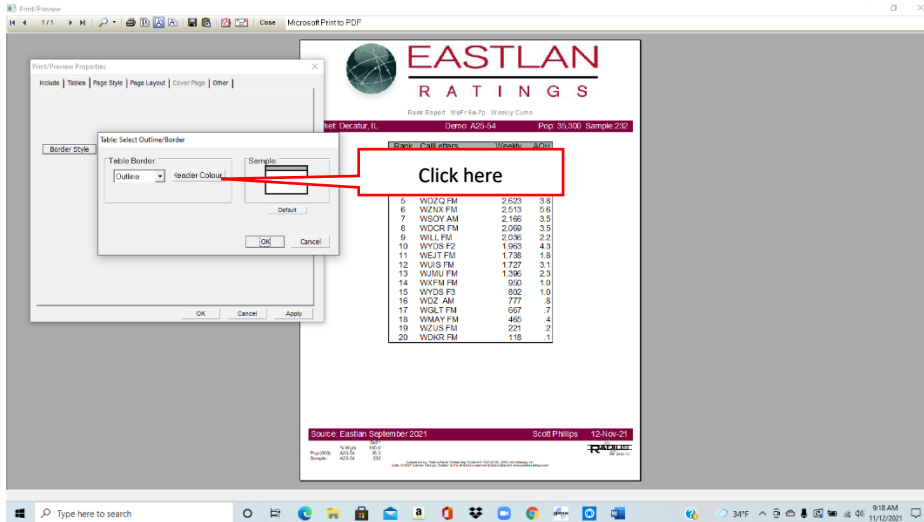 Print/Preview
1/1
Close
Microsoft Print to PDF
Print/Preview Properties
Include
Tables
Page Style
Page Layout
Cover Page
Other
Border Style
Table: Select Outline/Border
Table Border:
Outline
Header Colour
Sample
Default
OK
Cancel
OK
Cancel
Apply
Click here
EASTLAN
RATINGS
Rank Report MoFr 6a-7p Weekly Cume
ket: Decatur, IL
Demo: A25-54
Pop: 35,300 Sample:232
Rank CallLetters Weekly AQH
5 WDZQ FM 2,623 3.8
6 WZNX FM 2,513 5.6
7 WSOY AM 2,166 3.5
8 WDCR FM 2,069 3.5
9 WILL FM 2,036 2.2
10 WYDS F2 1,963 4.3
11 WEJT FM 1,738 1.8
12 WUIS FM 1,727 3.1
13 WJMU FM 1,396 2.3
14 WXFM FM 950 1.0
15 WYDS F3 802 1.0
16 WDZ AM 777 .8
17 WGLT FM 667 .7
18 WMAY FM 465 .4
19 WZUS FM 221 .2
20 WDKR FM 118 .1
Source: Eastlan September 2021
Scott Phillips 12-Nov-21
RADIUS
Type here to search
34°F
9:18 AM
11/12/2021